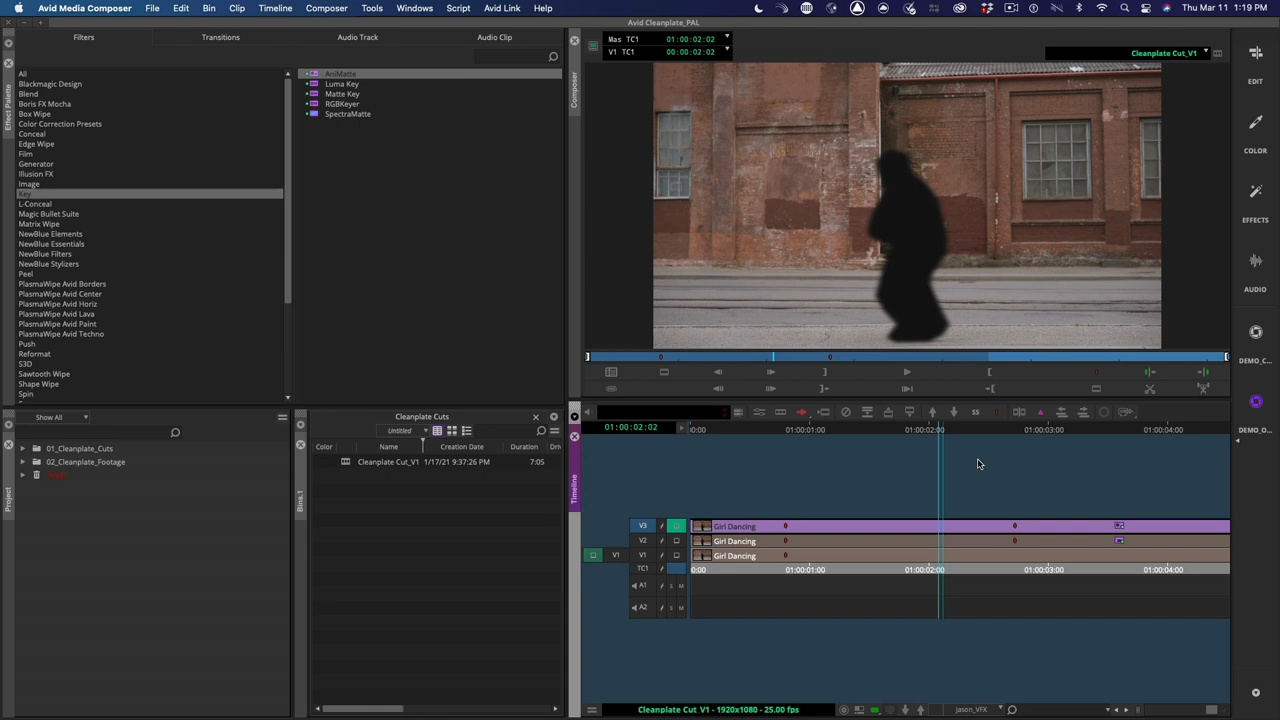 Avid Media Composer File Edit Bin Clip Timeline Composer Tools Windows Script Avid Link Help Thu Mar 11 1:19 PM
Avid Cleanplate_PAL
Filters Transitions Audio Track Audio Clip
All
Blackmagic Design
Blend
Boris FX Mocha
Box Wipe
Color Correction Presets
Conceal
Edge Wipe
Film
Generator
Illusion FX
Image
Key
L-Conceal
Magic Bullet Suite
Matrix Wipe
NewBlue Elements
NewBlue Essentials
NewBlue Filters
NewBlue Stylizers
Peel
PlasmaWipe Avid Borders
PlasmaWipe Avid Center
PlasmaWipe Avid Horiz
PlasmaWipe Avid Lava
PlasmaWipe Avid Paint
PlasmaWipe Avid Techno
Push
Reformat
S3D
Sawtooth Wipe
Shape Wipe
Spin
AniMatte
Luma Key
Matte Key
RGBKeyer
SpectraMatte
Effect Palette
Mas TC1 01:00:02:02
V1 TC1 00:00:02:02
Cleanplate Cut_V1
Composer
EDIT
COLOR
EFFECTS
AUDIO
DEMO_C...
DEMO_O...
Show All
01_Cleanplate_Cuts
02_Cleanplate_Footage
Project
Cleanplate Cuts
Untitled
Color Name Creation Date Duration Driv
Cleanplate Cut_V1 1/17/21 9:37:26 PM 7:05
Bins:1
01:00:02:02 0:00 01:00:01:00 01:00:02:00 01:00:03:00 01:00:04:00
Timeline
V3 Girl Dancing
V2 Girl Dancing
V1 V1 Girl Dancing
TC1 0:00 01:00:01:00 01:00:02:00 01:00:03:00 01:00:04:00
A1 S M
A2 S M
Cleanplate Cut_V1 - 1920x1080 - 25.00 fps Jason_VFX